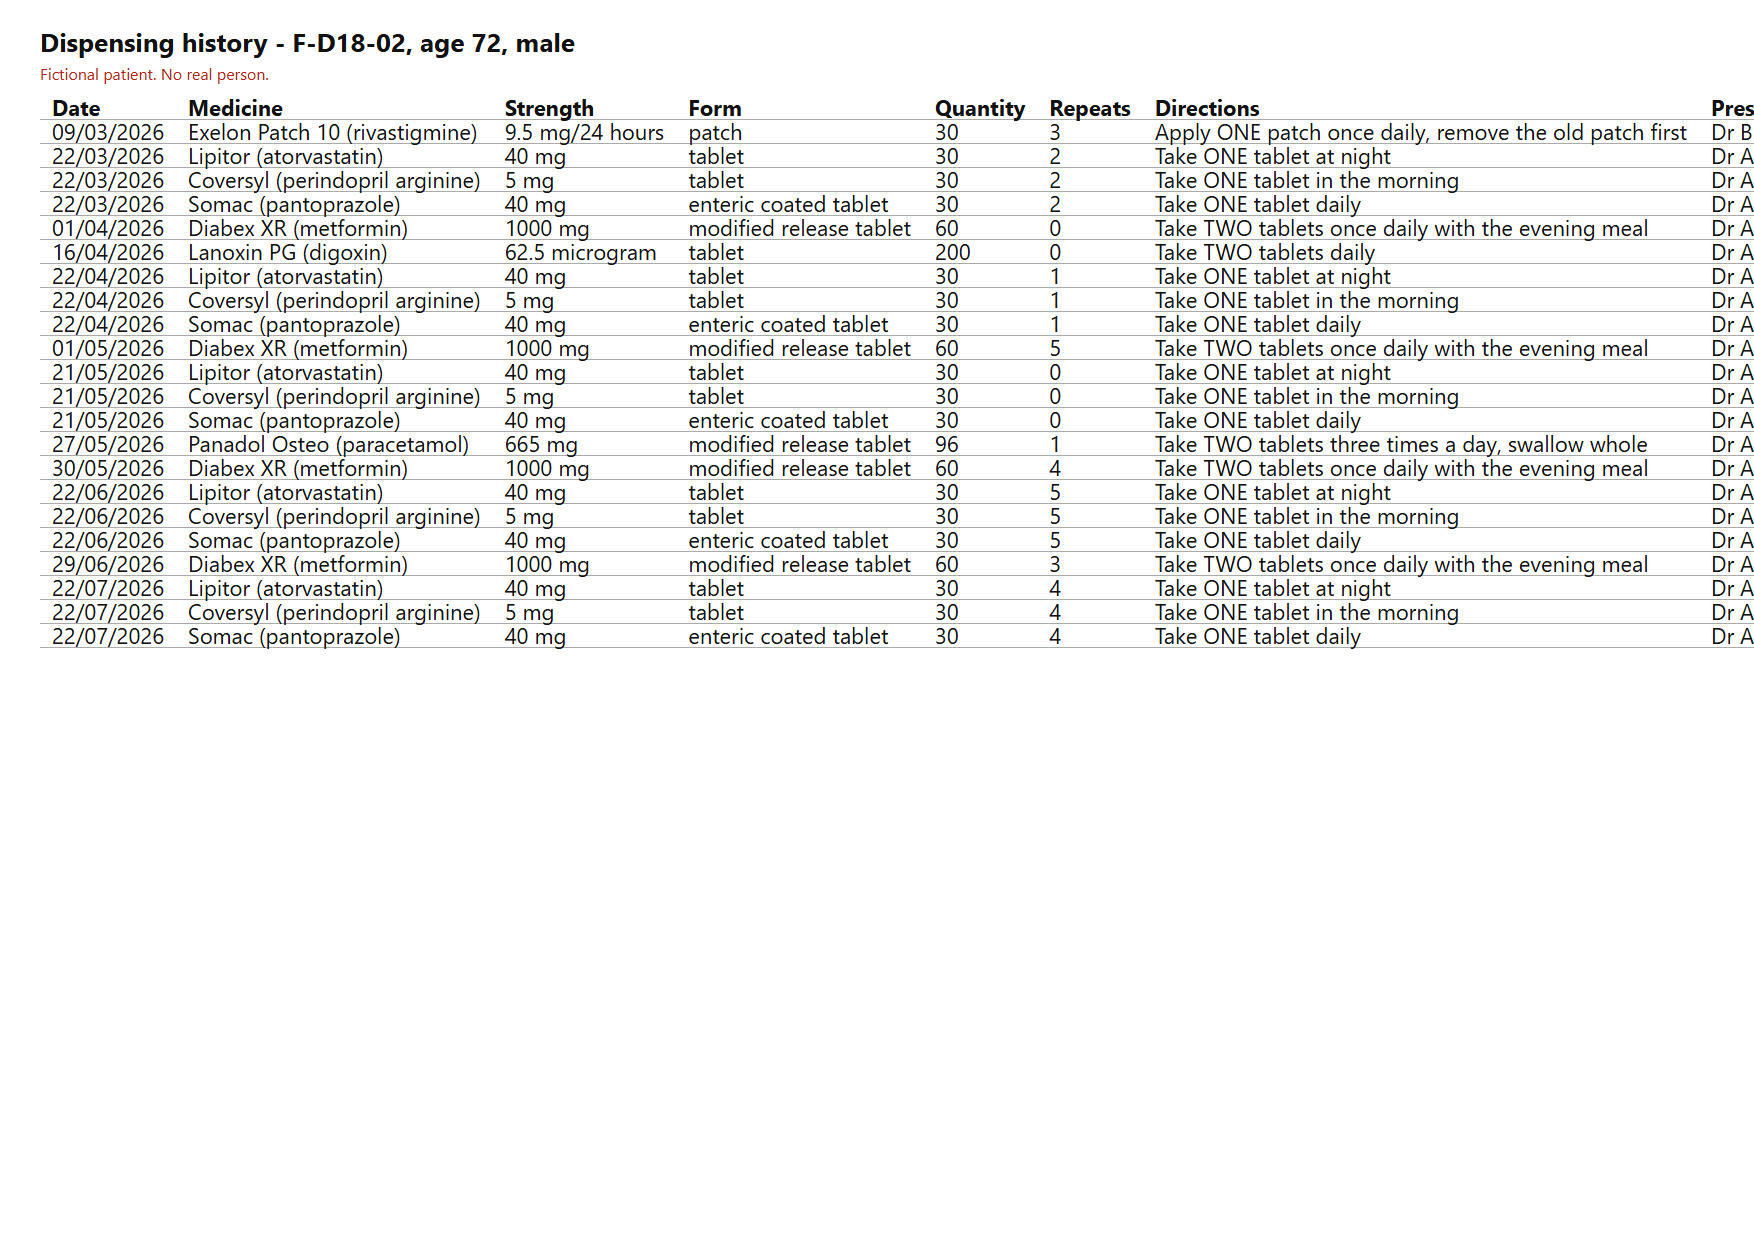 Dispensing history - F-D18-02, age 72, male
Fictional patient. No real person.
Date Medicine Strength Form Quantity Repeats Directions Pres
09/03/2026 Exelon Patch 10 (rivastigmine) 9.5 mg/24 hours patch 30 3 Apply ONE patch once daily, remove the old patch first Dr B
22/03/2026 Lipitor (atorvastatin) 40 mg tablet 30 2 Take ONE tablet at night Dr A
22/03/2026 Coversyl (perindopril arginine) 5 mg tablet 30 2 Take ONE tablet in the morning Dr A
22/03/2026 Somac (pantoprazole) 40 mg enteric coated tablet 30 2 Take ONE tablet daily Dr A
01/04/2026 Diabex XR (metformin) 1000 mg modified release tablet 60 0 Take TWO tablets once daily with the evening meal Dr A
16/04/2026 Lanoxin PG (digoxin) 62.5 microgram tablet 200 0 Take TWO tablets daily Dr A
22/04/2026 Lipitor (atorvastatin) 40 mg tablet 30 1 Take ONE tablet at night Dr A
22/04/2026 Coversyl (perindopril arginine) 5 mg tablet 30 1 Take ONE tablet in the morning Dr A
22/04/2026 Somac (pantoprazole) 40 mg enteric coated tablet 30 1 Take ONE tablet daily Dr A
01/05/2026 Diabex XR (metformin) 1000 mg modified release tablet 60 5 Take TWO tablets once daily with the evening meal Dr A
21/05/2026 Lipitor (atorvastatin) 40 mg tablet 30 0 Take ONE tablet at night Dr A
21/05/2026 Coversyl (perindopril arginine) 5 mg tablet 30 0 Take ONE tablet in the morning Dr A
21/05/2026 Somac (pantoprazole) 40 mg enteric coated tablet 30 0 Take ONE tablet daily Dr A
27/05/2026 Panadol Osteo (paracetamol) 665 mg modified release tablet 96 1 Take TWO tablets three times a day, swallow whole Dr A
30/05/2026 Diabex XR (metformin) 1000 mg modified release tablet 60 4 Take TWO tablets once daily with the evening meal Dr A
22/06/2026 Lipitor (atorvastatin) 40 mg tablet 30 5 Take ONE tablet at night Dr A
22/06/2026 Coversyl (perindopril arginine) 5 mg tablet 30 5 Take ONE tablet in the morning Dr A
22/06/2026 Somac (pantoprazole) 40 mg enteric coated tablet 30 5 Take ONE tablet daily Dr A
29/06/2026 Diabex XR (metformin) 1000 mg modified release tablet 60 3 Take TWO tablets once daily with the evening meal Dr A
22/07/2026 Lipitor (atorvastatin) 40 mg tablet 30 4 Take ONE tablet at night Dr A
22/07/2026 Coversyl (perindopril arginine) 5 mg tablet 30 4 Take ONE tablet in the morning Dr A
22/07/2026 Somac (pantoprazole) 40 mg enteric coated tablet 30 4 Take ONE tablet daily Dr A